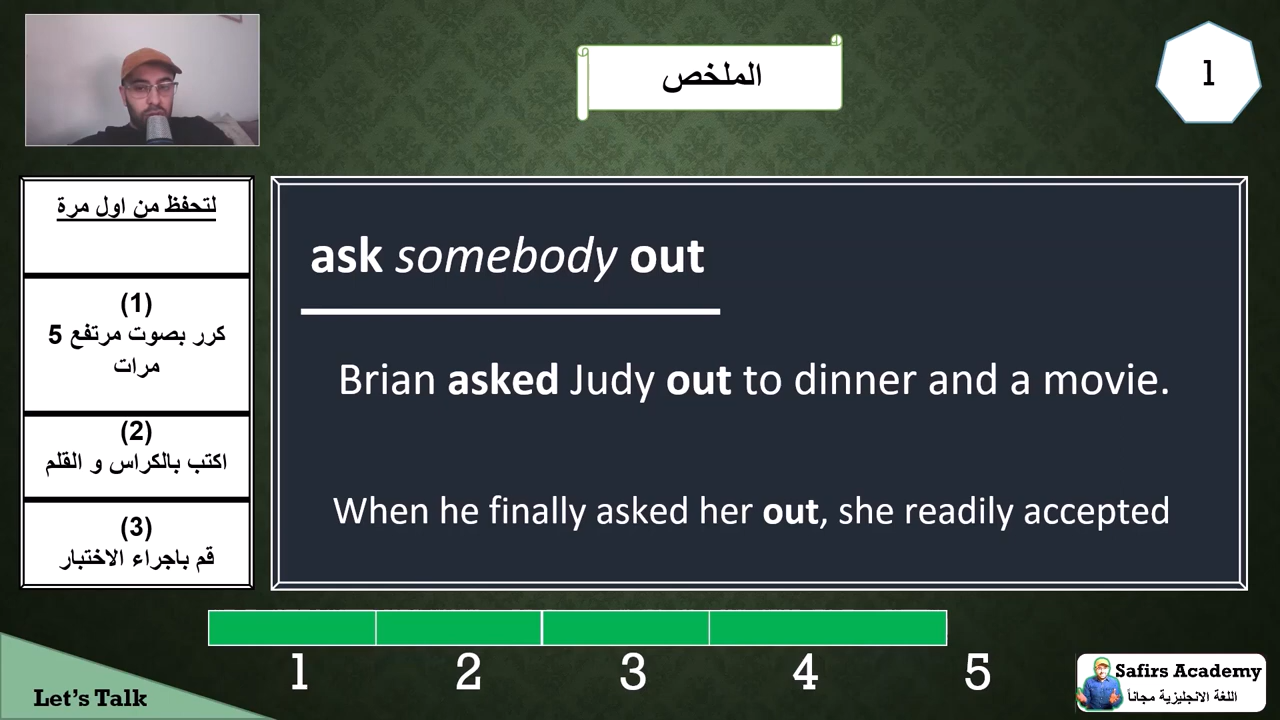 الملخص
1
لتحفظ من اول مرة
(1)
كرر بصوت مرتفع 5
مرات
(2)
اكتب بالكراس و القلم
(3)
قم باجراء الاختبار
ask somebody out
Brian asked Judy out to dinner and a movie.
When he finally asked her out, she readily accepted
1 2 3 4 5
Let's Talk
Safirs Academy
اللغة الانجليزية مجاناً